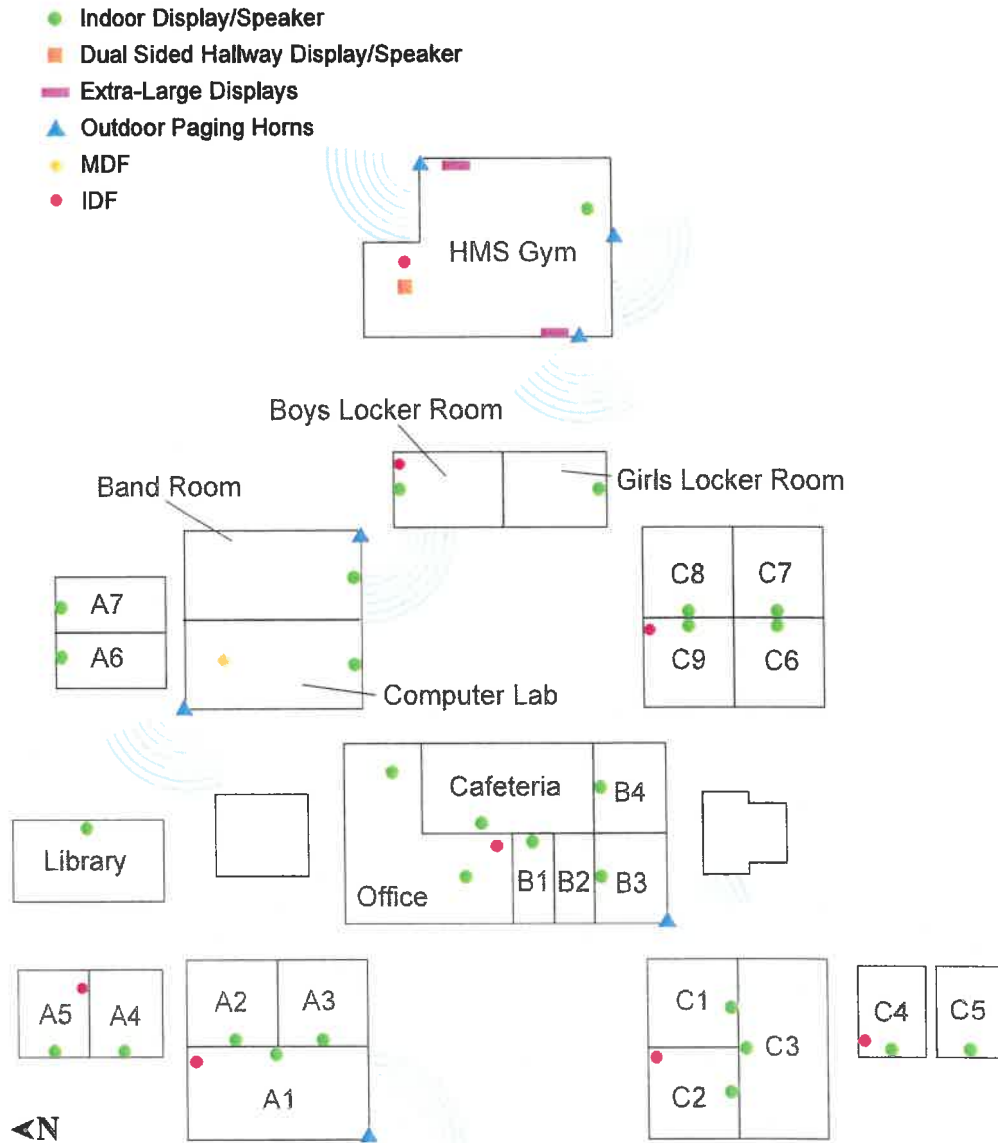 Indoor Display/Speaker
Dual Sided Hallway Display/Speaker
Extra-Large Displays
Outdoor Paging Horns
MDF
IDF
HMS Gym
Boys Locker Room
Girls Locker Room
Band Room
A7
A6
Computer Lab
C8
C7
C9
C6
Cafeteria
B4
Library
Office
B1
B2
B3
A5
A4
A2
A3
A1
C1
C3
C2
C4
C5
N